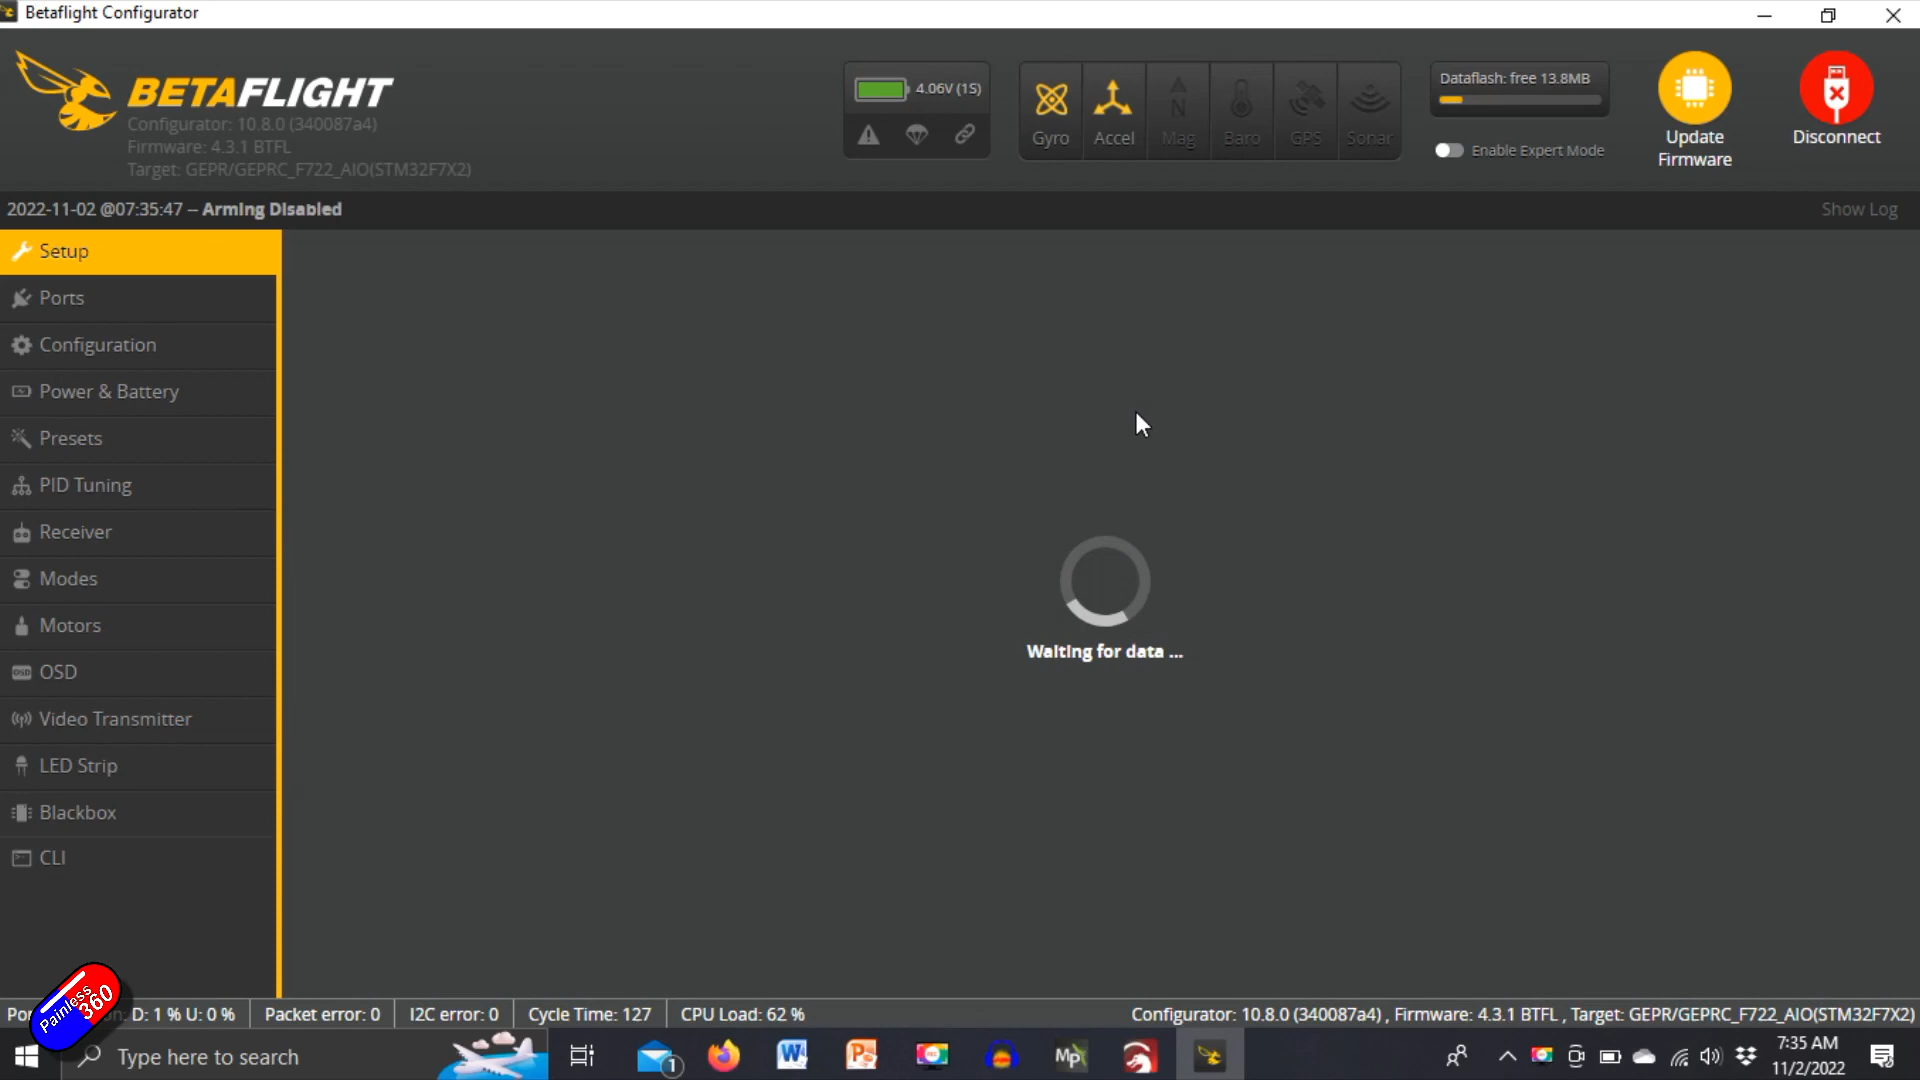 Betaflight Configurator
BETAFLIGHT
Configurator: 10.8.0 (340087a4)
Firmware: 4.3.1 BTFL
Target: GEPR/GEPRC_F722_AIO(STM32F7X2)
4.06V (1S)
Gyro
Accel
Mag
Baro
GPS
Sonar
Dataflash: free 13.8MB
Enable Expert Mode
Update
Firmware
Disconnect
2022-11-02 @07:35:47 -- Arming Disabled
Show Log
Setup
Ports
Configuration
Power & Battery
Presets
PID Tuning
Receiver
Modes
Motors
OSD
Video Transmitter
LED Strip
Blackbox
CLI
Waiting for data ...
Painless
360
D: 1 % U: 0 %
Packet error: 0
I2C error: 0
Cycle Time: 127
CPU Load: 62 %
Configurator: 10.8.0 (340087a4) , Firmware: 4.3.1 BTFL , Target: GEPR/GEPRC_F722_AIO(STM32F7X2)
Type here to search
1
7:35 AM
11/2/2022